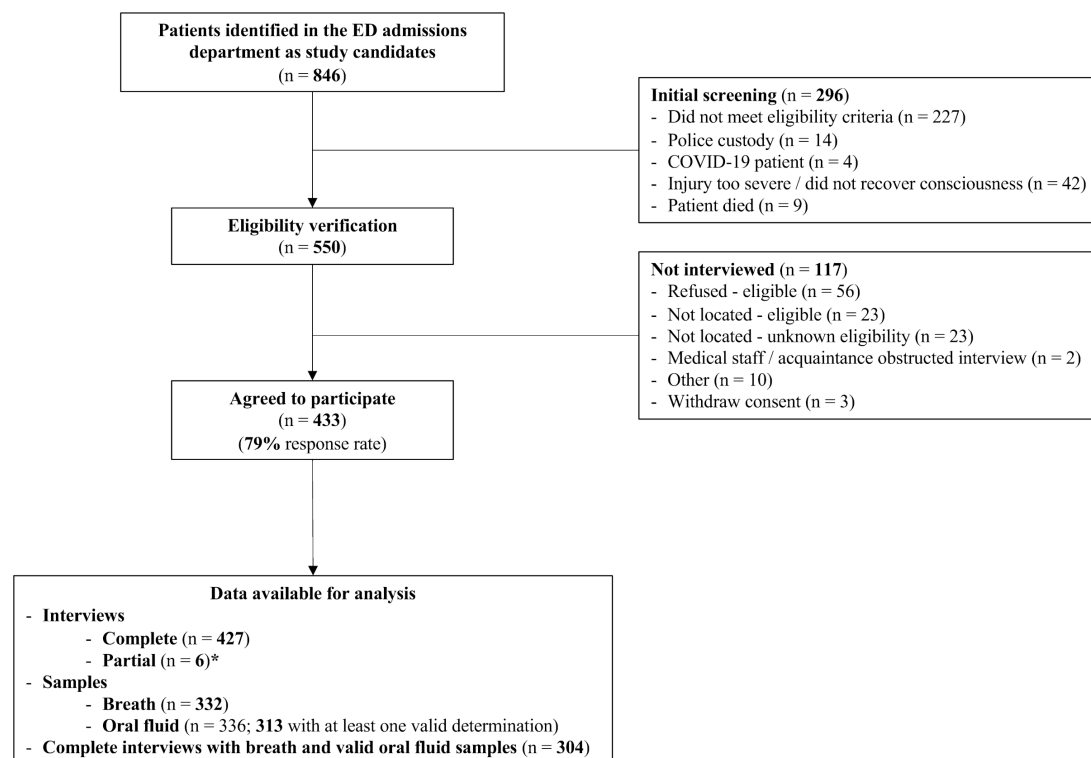 Patients identified in the ED admissions
department as study candidates
(n = 846)
Initial screening (n = 296)
- Did not meet eligibility criteria (n = 227)
- Police custody (n = 14)
- COVID-19 patient (n = 4)
- Injury too severe / did not recover consciousness (n = 42)
- Patient died (n = 9)
Eligibility verification
(n = 550)
Not interviewed (n = 117)
- Refused - eligible (n = 56)
- Not located - eligible (n = 23)
- Not located - unknown eligibility (n = 23)
- Medical staff / acquaintance obstructed interview (n = 2)
- Other (n = 10)
- Withdraw consent (n = 3)
Agreed to participate
(n = 433)
(79% response rate)
Data available for analysis
- Interviews
- Complete (n = 427)
- Partial (n = 6)*
- Samples
- Breath (n = 332)
- Oral fluid (n = 336; 313 with at least one valid determination)
- Complete interviews with breath and valid oral fluid samples (n = 304)